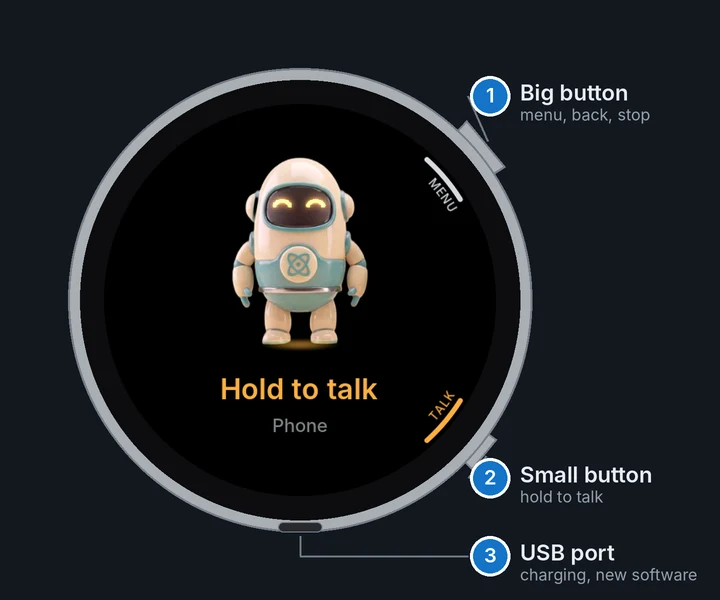 1
Big button
menu, back, stop
MENU
Hold to talk
Phone
TALK
2
Small button
hold to talk
3
USB port
charging, new software